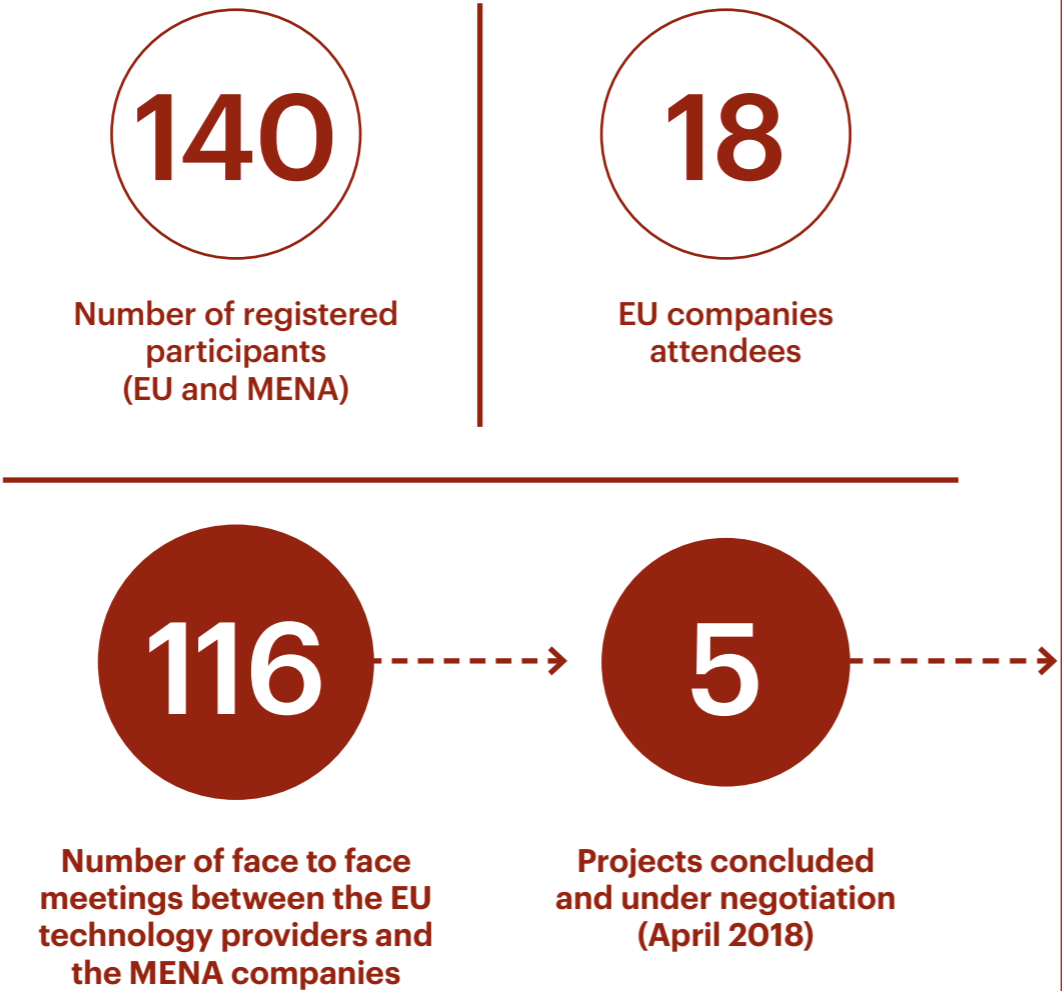 140
Number of registered
participants
(EU and MENA)
18
EU companies
attendees
116
Number of face to face
meetings between the EU
technology providers and
the MENA companies
5
Projects concluded
and under negotiation
(April 2018)